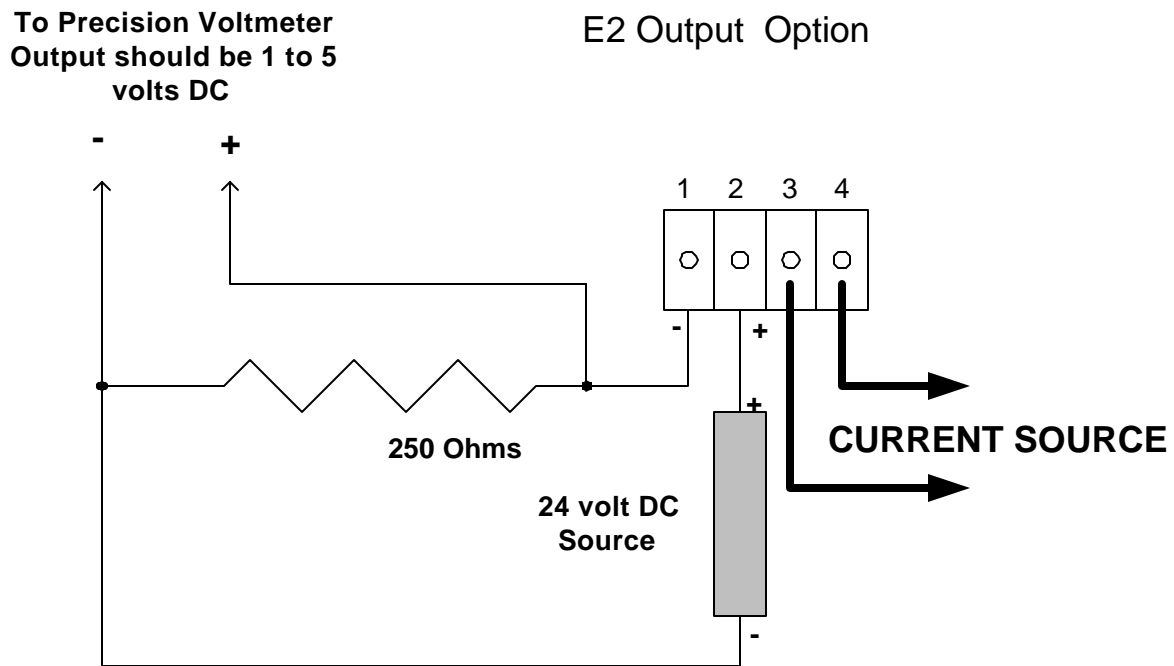 To Precision Voltmeter
Output should be 1 to 5
volts DC
E2 Output Option
- +
1 2 3 4
- +
+
250 Ohms
CURRENT SOURCE
24 volt DC
Source
-